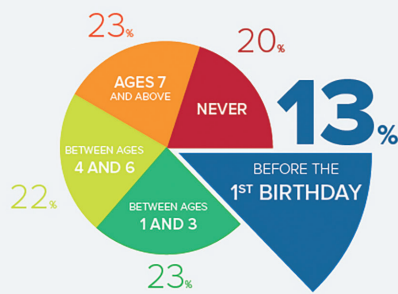 23%
20%
AGES 7
AND ABOVE
NEVER
13%
BETWEEN AGES
4 AND 6
BEFORE THE
1ST BIRTHDAY
22%
BETWEEN AGES
1 AND 3
23%